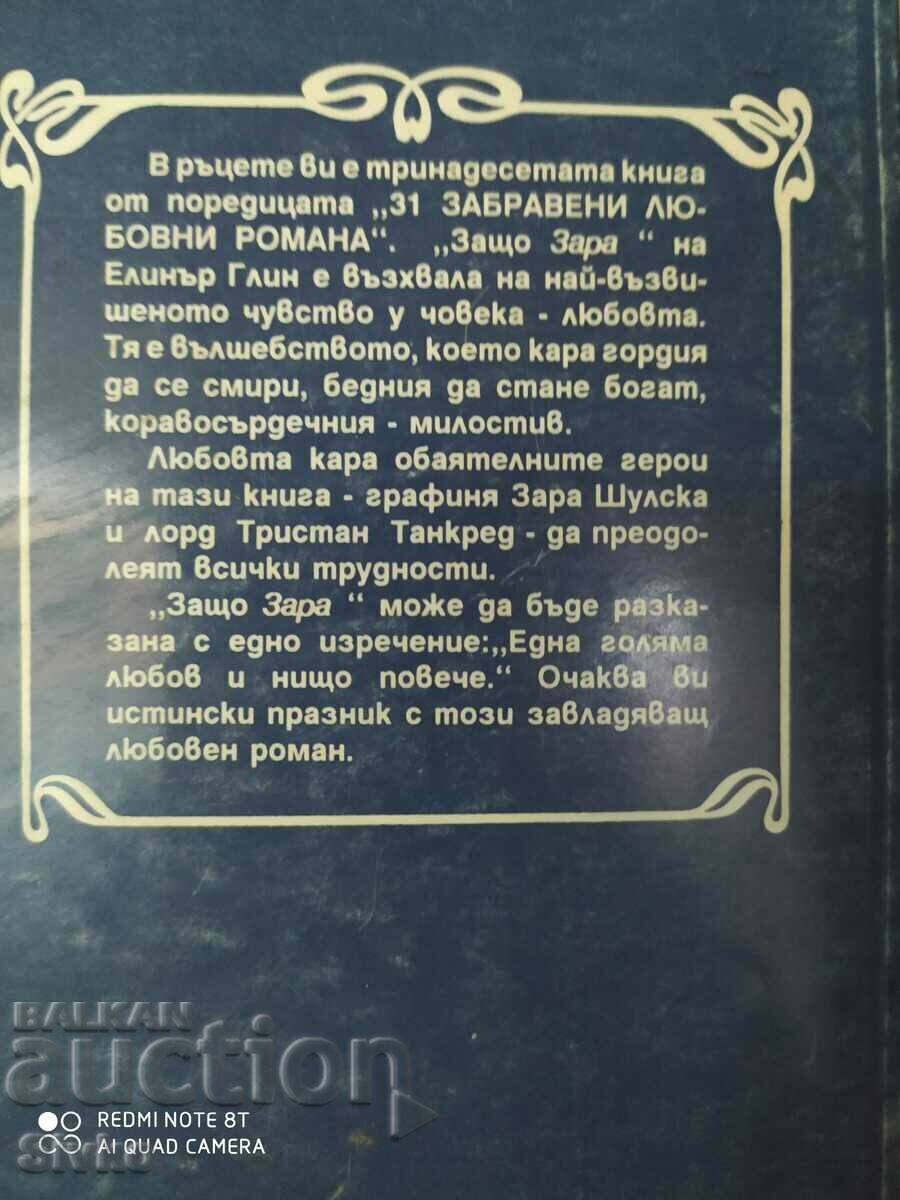 В ръцете ви е тринадесетата книга
от поредицата „31 ЗАБРАВЕНИ ЛЮ-
БОВНИ РОМАНА“. „Защо Зара “ на
Елинър Глин е възхвала на най-възви-
шеното чувство у човека - любовта.
Тя е вълшебството, което кара гордия
да се смири, бедния да стане богат,
коравосърдечния - милостив.
Любовта кара обаятелните герои
на тази книга - графиня Зара Шулска
и лорд Тристан Танкред - да преодо-
леят всички трудности.
„Защо Зара “ може да бъде разка-
зана с едно изречение:„Една голяма
любов и нищо повече.“ Очаква ви
истински празник с този завладяващ
любовен роман.
BALKAN
auction
REDMI NOTE 8T
AI QUAD CAMERA